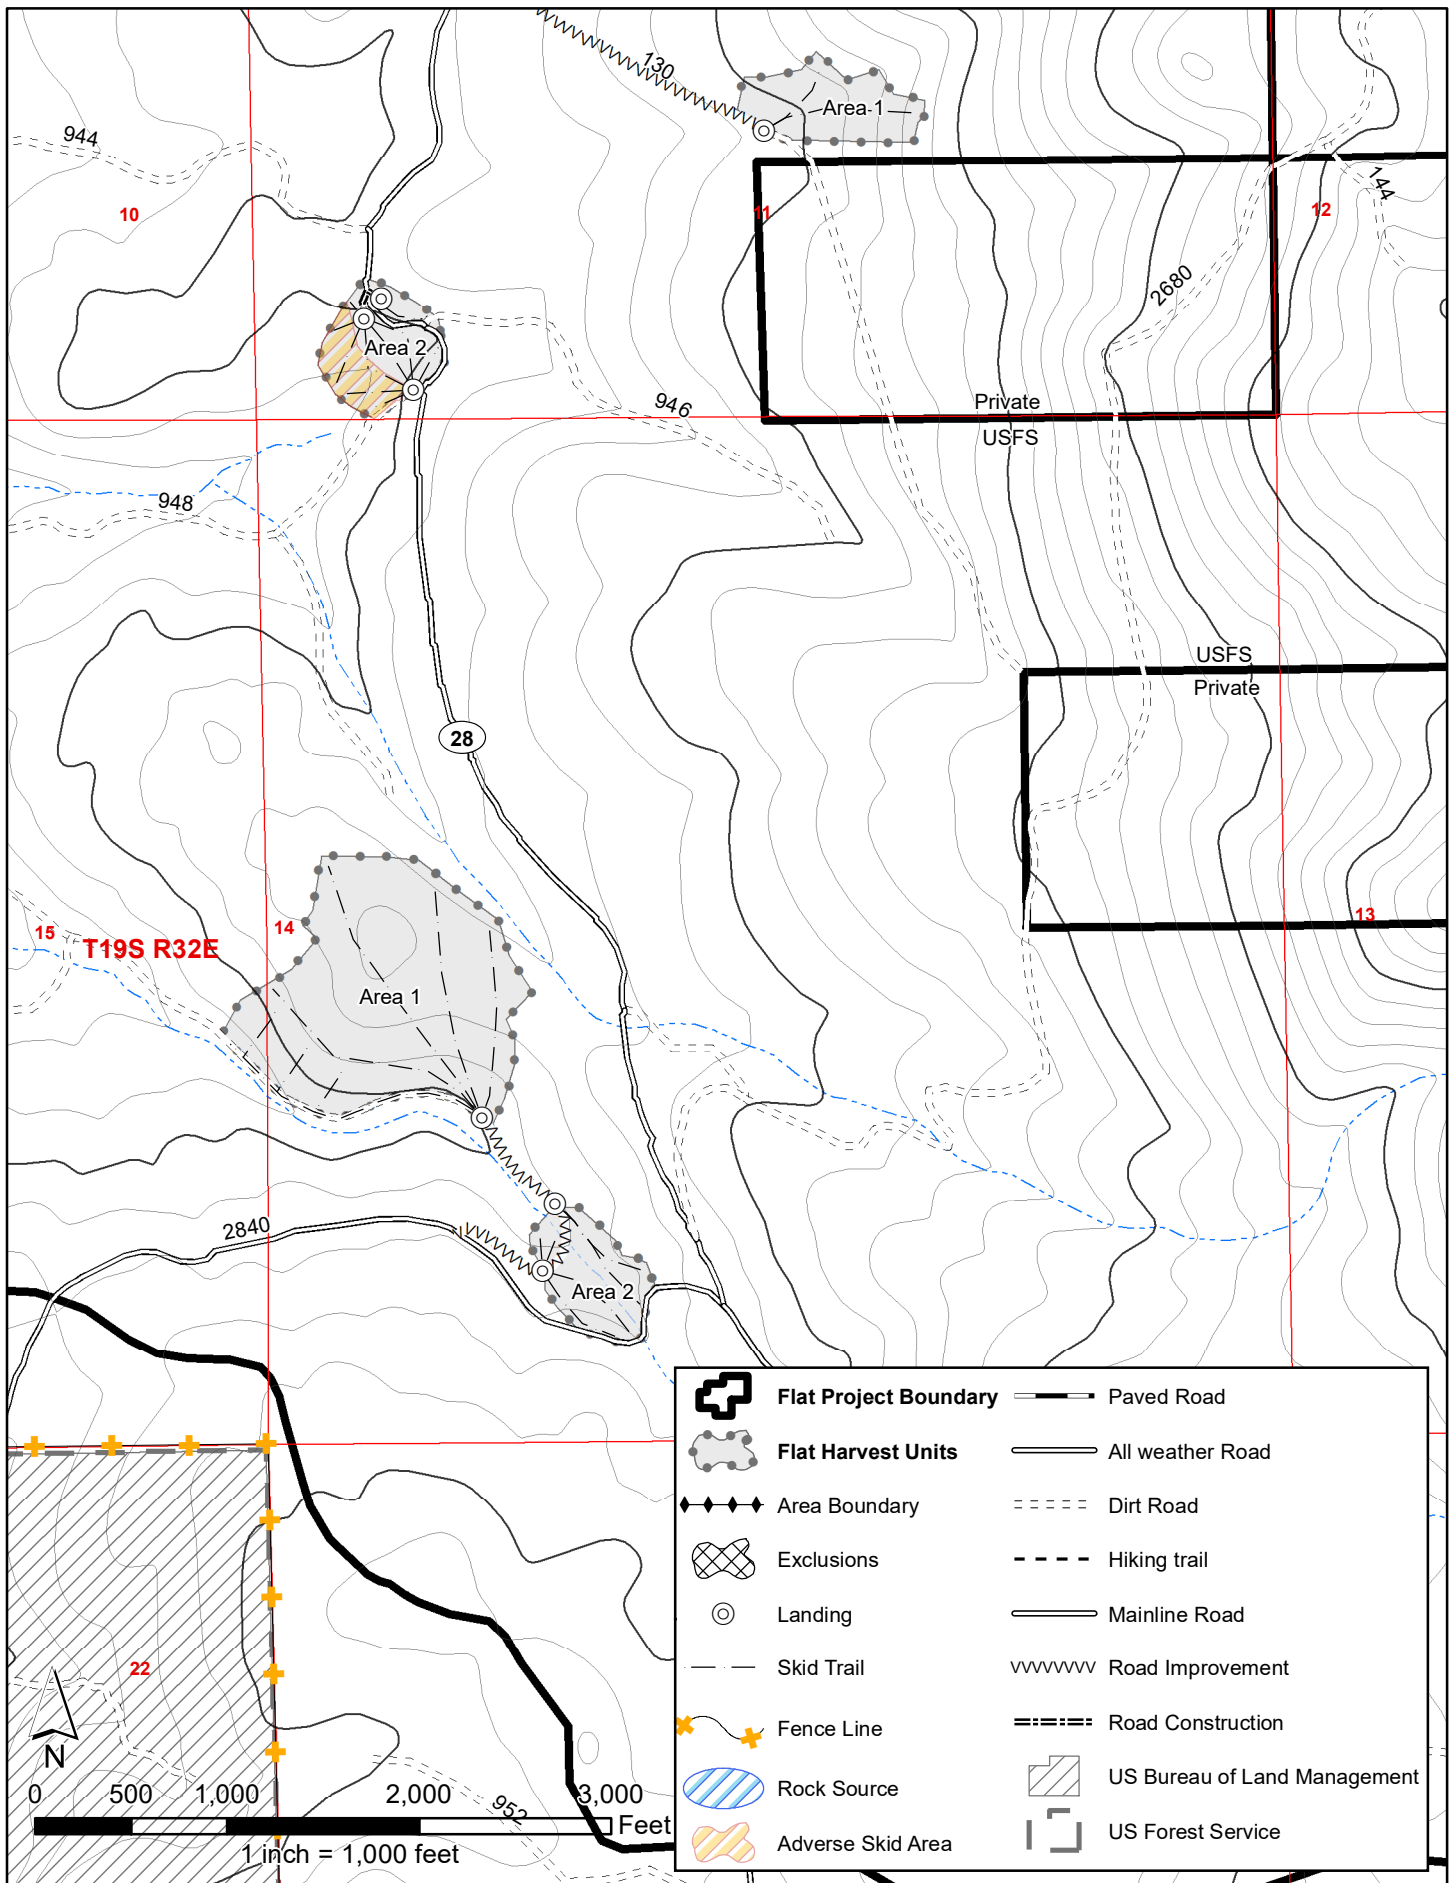 130
Area 1
944
144
10
11
12
2680
Area 2
Private
USFS
946
948
USFS
Private
28
15
T19S R32E
14
13
Area 1
2840
Area 2
22
N
0 500 1,000 2,000 3,000
Feet
952
1 inch = 1,000 feet
Flat Project Boundary
Flat Harvest Units
Area Boundary
Exclusions
Landing
Skid Trail
Fence Line
Rock Source
Adverse Skid Area
Paved Road
All weather Road
Dirt Road
Hiking trail
Mainline Road
Road Improvement
Road Construction
US Bureau of Land Management
US Forest Service